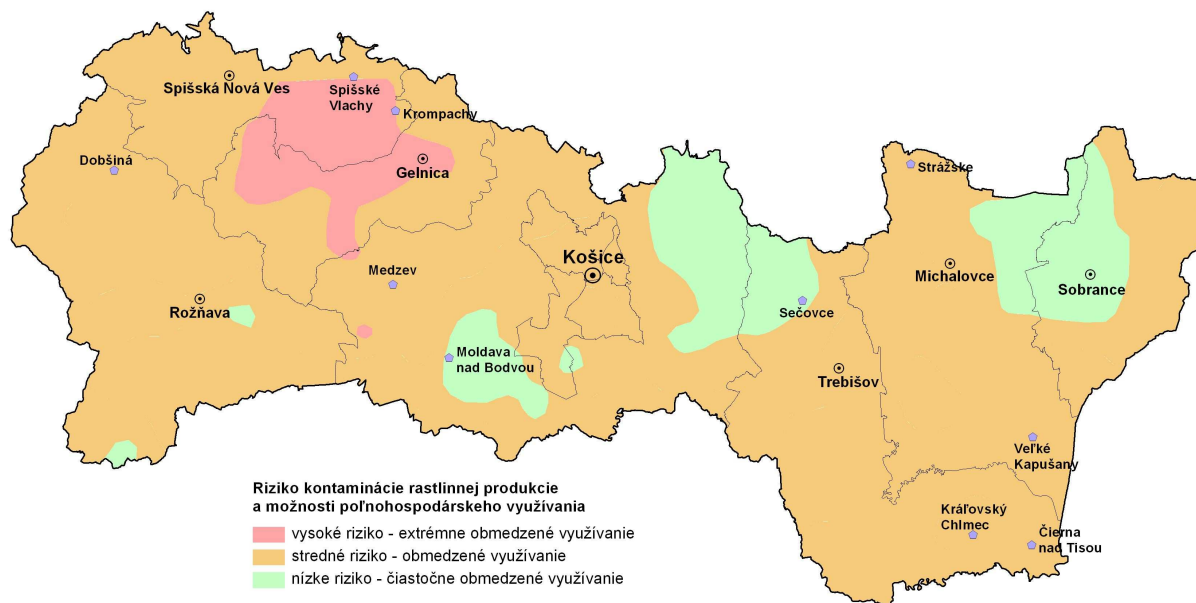 Spišská Nová Ves
Spišské
Vlachy
Krompachy
Dobšiná
Gelnica
Strážske
Košice
Medzev
Michalovce
Sobrance
Rožňava
Sečovce
Moldava
nad Bodvou
Trebišov
Veľké
Kapušany
Kráľovský
Chlmec
Čierna
nad Tisou
Riziko kontaminácie rastlinnej produkcie
a možnosti poľnohospodárskeho využívania
vysoké riziko - extrémne obmedzené využívanie
stredné riziko - obmedzené využívanie
nízke riziko - čiastočne obmedzené využívanie